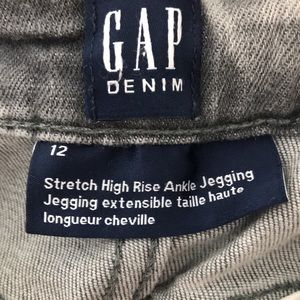 GAP
DENIM
12
Stretch High Rise Ankle Jegging
Jegging extensible taille haute
longueur cheville